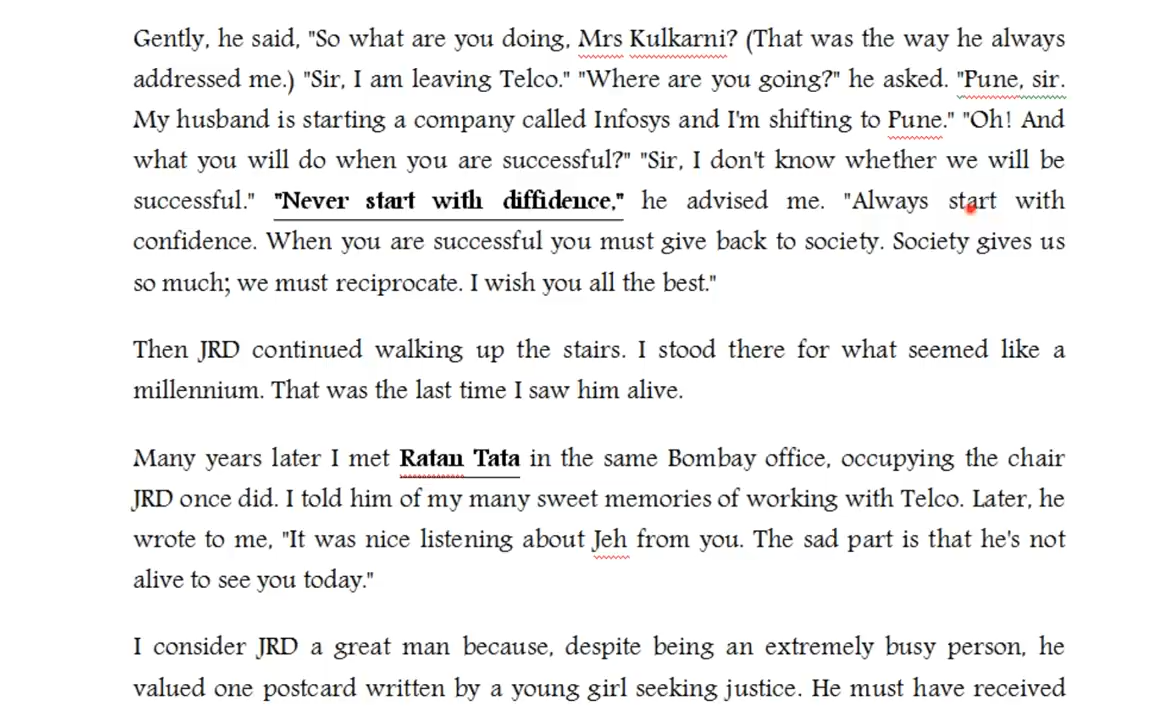 Gently, he said, "So what are you doing, Mrs Kulkarni? (That was the way he always
addressed me.) "Sir, I am leaving Telco." "Where are you going?" he asked. "Pune, sir.
My husband is starting a company called Infosys and I'm shifting to Pune." "Oh! And
what you will do when you are successful?" "Sir, I don't know whether we will be
successful." "Never start with diffidence," he advised me. "Always start with
confidence. When you are successful you must give back to society. Society gives us
so much; we must reciprocate. I wish you all the best."
Then JRD continued walking up the stairs. I stood there for what seemed like a
millennium. That was the last time I saw him alive.
Many years later I met Ratan Tata in the same Bombay office, occupying the chair
JRD once did. I told him of my many sweet memories of working with Telco. Later, he
wrote to me, "It was nice listening about Jeh from you. The sad part is that he's not
alive to see you today."
I consider JRD a great man because, despite being an extremely busy person, he
valued one postcard written by a young girl seeking justice. He must have received